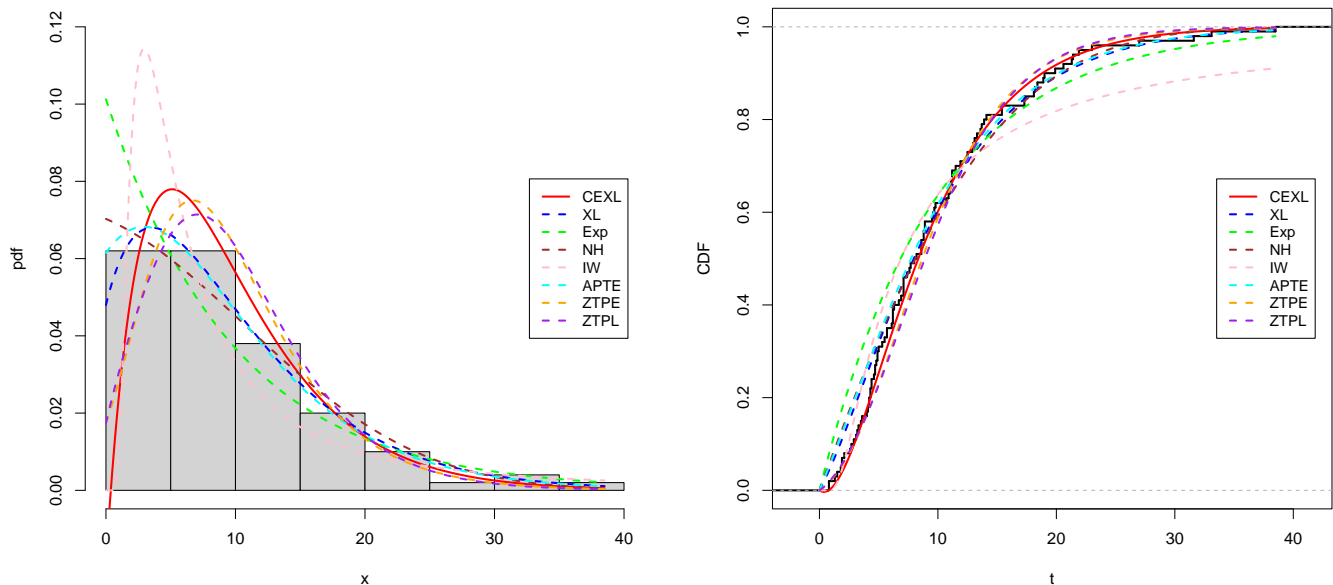 pdf
0.12
0.10
0.08
0.06
0.04
0.02
0.00
0 10 20 30 40
x
CEXL
XL
Exp
NH
IW
APTE
ZTPE
ZTPL
CDF
1.0
0.8
0.6
0.4
0.2
0.0
0 10 20 30 40
t
CEXL
XL
Exp
NH
IW
APTE
ZTPE
ZTPL